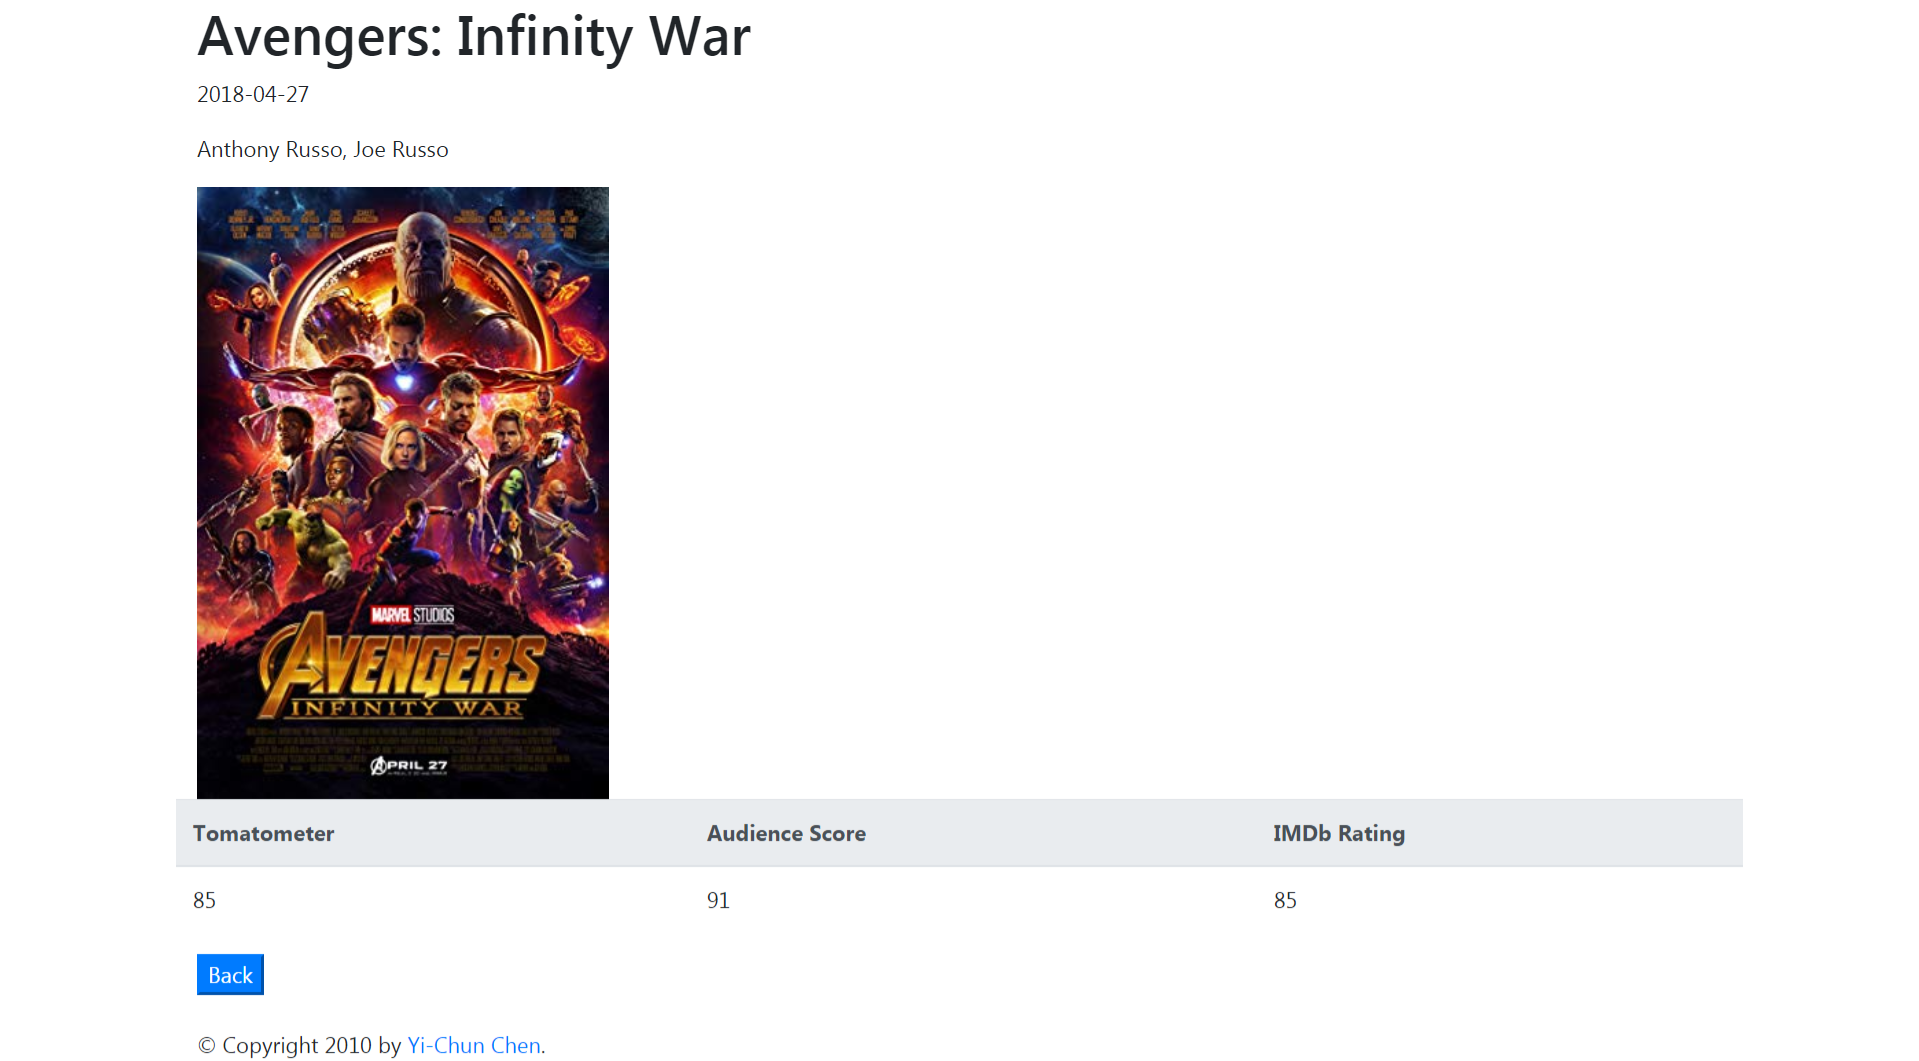 Avengers: Infinity War
2018-04-27
Anthony Russo, Joe Russo
MARVEL STUDIOS
AVENGERS
INFINITY WAR
APRIL 27
Tomatometer Audience Score IMDb Rating
85 91 85
Back
© Copyright 2010 by Yi-Chun Chen.